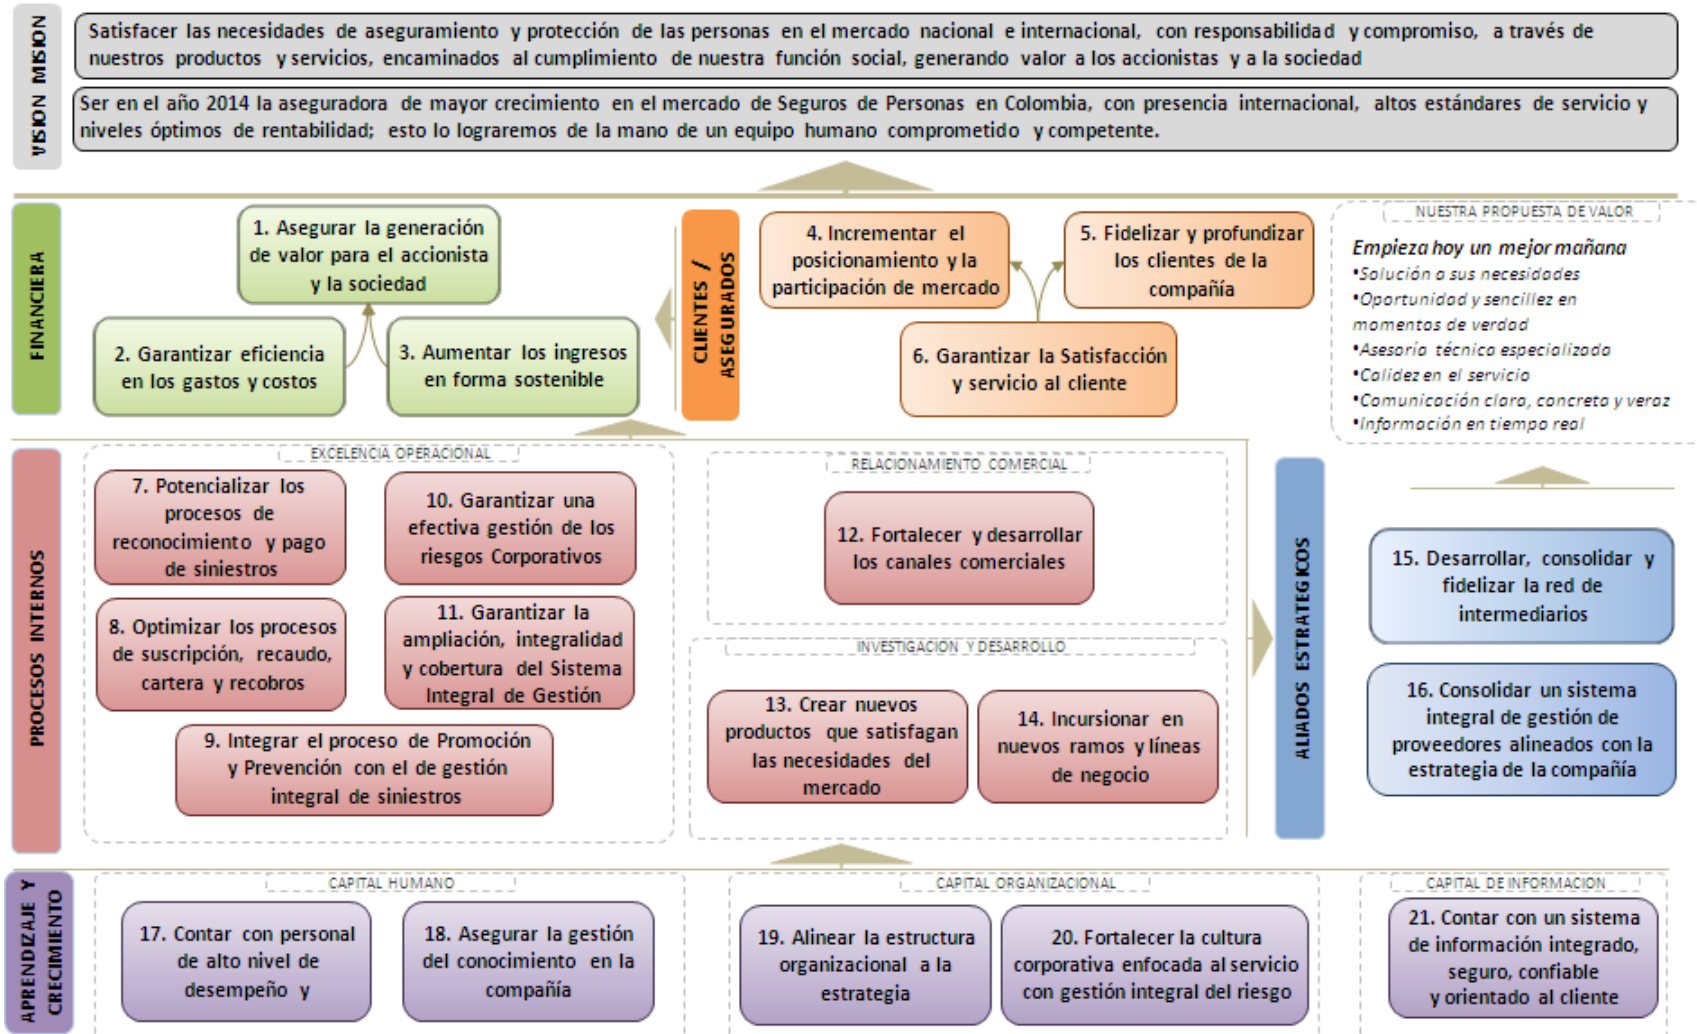 VISION MISION
Satisfacer las necesidades de aseguramiento y protección de las personas en el mercado nacional e internacional, con responsabilidad y compromiso, a través de
nuestros productos y servicios, encaminados al cumplimiento de nuestra función social, generando valor a los accionistas y a la sociedad
Ser en el año 2014 la aseguradora de mayor crecimiento en el mercado de Seguros de Personas en Colombia, con presencia internacional, altos estándares de servicio y
niveles óptimos de rentabilidad; esto lo lograremos de la mano de un equipo humano comprometido y competente.
FINANCIERA
1. Asegurar la generación
de valor para el accionista
y la sociedad
2. Garantizar eficiencia
en los gastos y costos
3. Aumentar los ingresos
en forma sostenible
CLIENTES /
ASEGURADOS
4. Incrementar el
posicionamiento y la
participación de mercado
5. Fidelizar y profundizar
los clientes de la
compañía
6. Garantizar la Satisfacción
y servicio al cliente
NUESTRA PROPUESTA DE VALOR
Empieza hoy un mejor mañana
•Solución a sus necesidades
•Oportunidad y sencillez en
momentos de verdad
•Asesoría técnica especializada
•Calidez en el servicio
•Comunicación clara, concreta y veraz
•Información en tiempo real
PROCESOS INTERNOS
EXCELENCIA OPERACIONAL
7. Potencializar los
procesos de
reconocimiento y pago
de siniestros
10. Garantizar una
efectiva gestión de los
riesgos Corporativos
8. Optimizar los procesos
de suscripción, recaudo,
cartera y recobros
11. Garantizar la
ampliación, integralidad
y cobertura del Sistema
Integral de Gestión
9. Integrar el proceso de Promoción
y Prevención con el de gestión
integral de siniestros
RELACIONAMIENTO COMERCIAL
12. Fortalecer y desarrollar
los canales comerciales
INVESTIGACION Y DESARROLLO
13. Crear nuevos
productos que satisfagan
las necesidades del
mercado
14. Incursionar en
nuevos ramos y líneas
de negocio
ALIADOS ESTRATEGICOS
15. Desarrollar, consolidar y
fidelizar la red de
intermediarios
16. Consolidar un sistema
integral de gestión de
proveedores alineados con la
estrategia de la compañía
APRENDIZAJE Y
CRECIMIENTO
CAPITAL HUMANO
17. Contar con personal
de alto nivel de
desempeño y
18. Asegurar la gestión
del conocimiento en la
compañía
CAPITAL ORGANIZACIONAL
19. Alinear la estructura
organizacional a la
estrategia
20. Fortalecer la cultura
corporativa enfocada al servicio
con gestión integral del riesgo
CAPITAL DE INFORMACION
21. Contar con un sistema
de información integrado,
seguro, confiable
y orientado al cliente